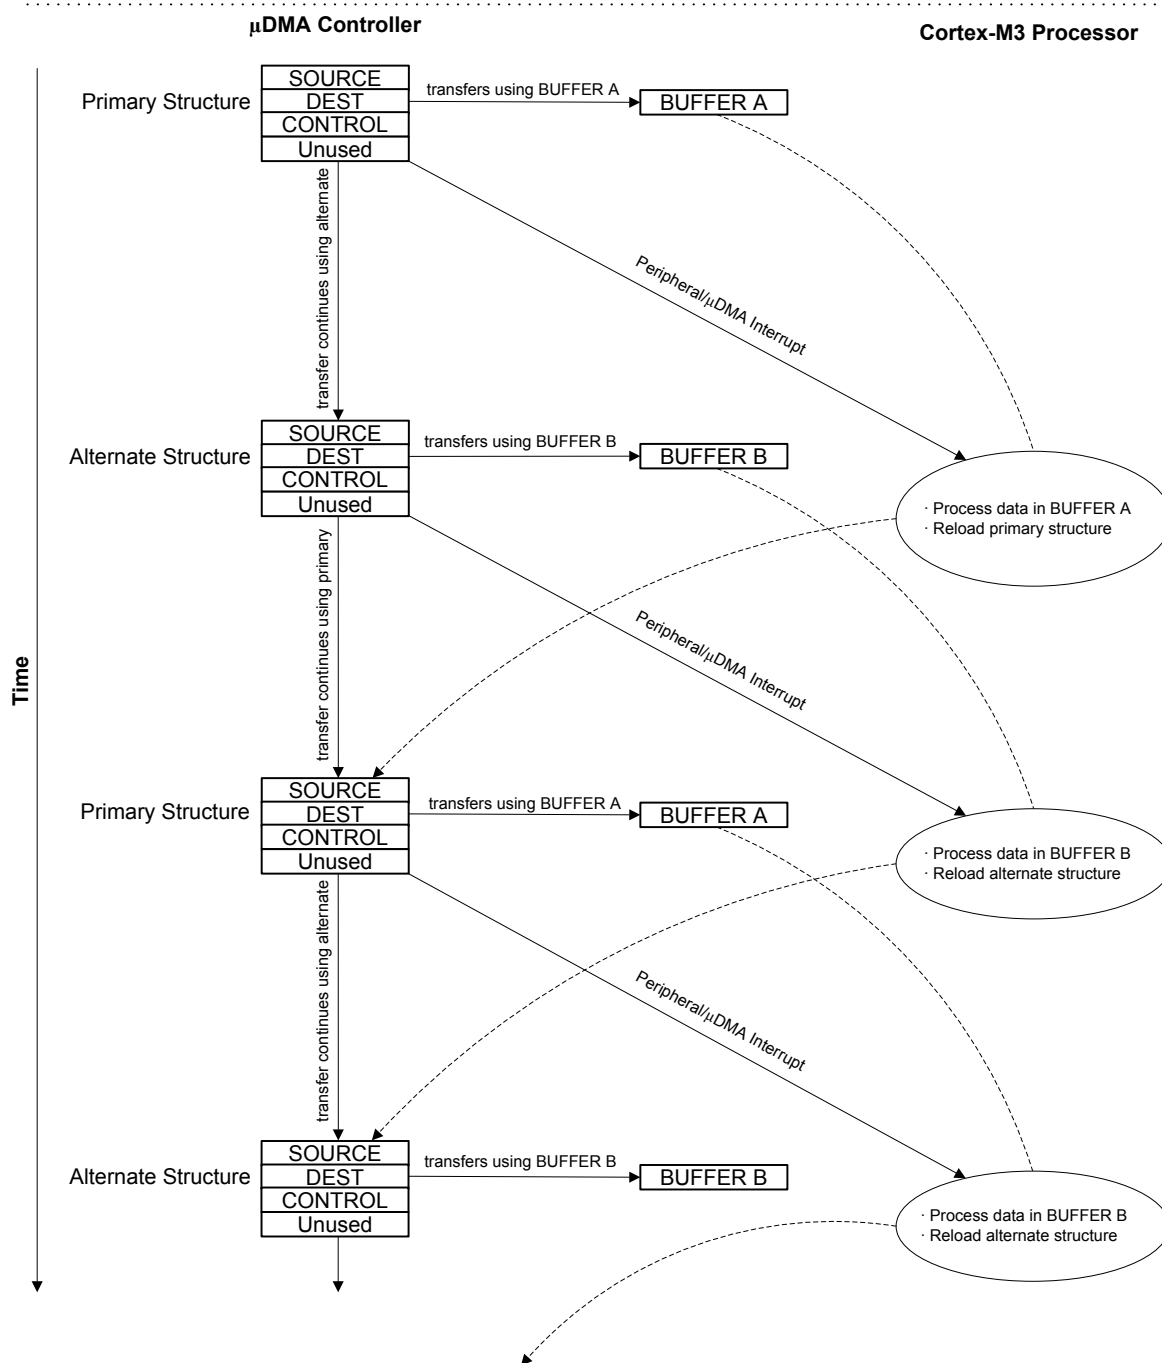 µDMA Controller
Cortex-M3 Processor
Primary Structure
SOURCE
DEST
CONTROL
Unused
transfers using BUFFER A
BUFFER A
transfer continues using alternate
Peripheral/µDMA Interrupt
Alternate Structure
SOURCE
DEST
CONTROL
Unused
transfers using BUFFER B
BUFFER B
· Process data in BUFFER A
· Reload primary structure
transfer continues using primary
Peripheral/µDMA Interrupt
Time
Primary Structure
SOURCE
DEST
CONTROL
Unused
transfers using BUFFER A
BUFFER A
· Process data in BUFFER B
· Reload alternate structure
transfer continues using alternate
Peripheral/µDMA Interrupt
Alternate Structure
SOURCE
DEST
CONTROL
Unused
transfers using BUFFER B
BUFFER B
· Process data in BUFFER B
· Reload alternate structure